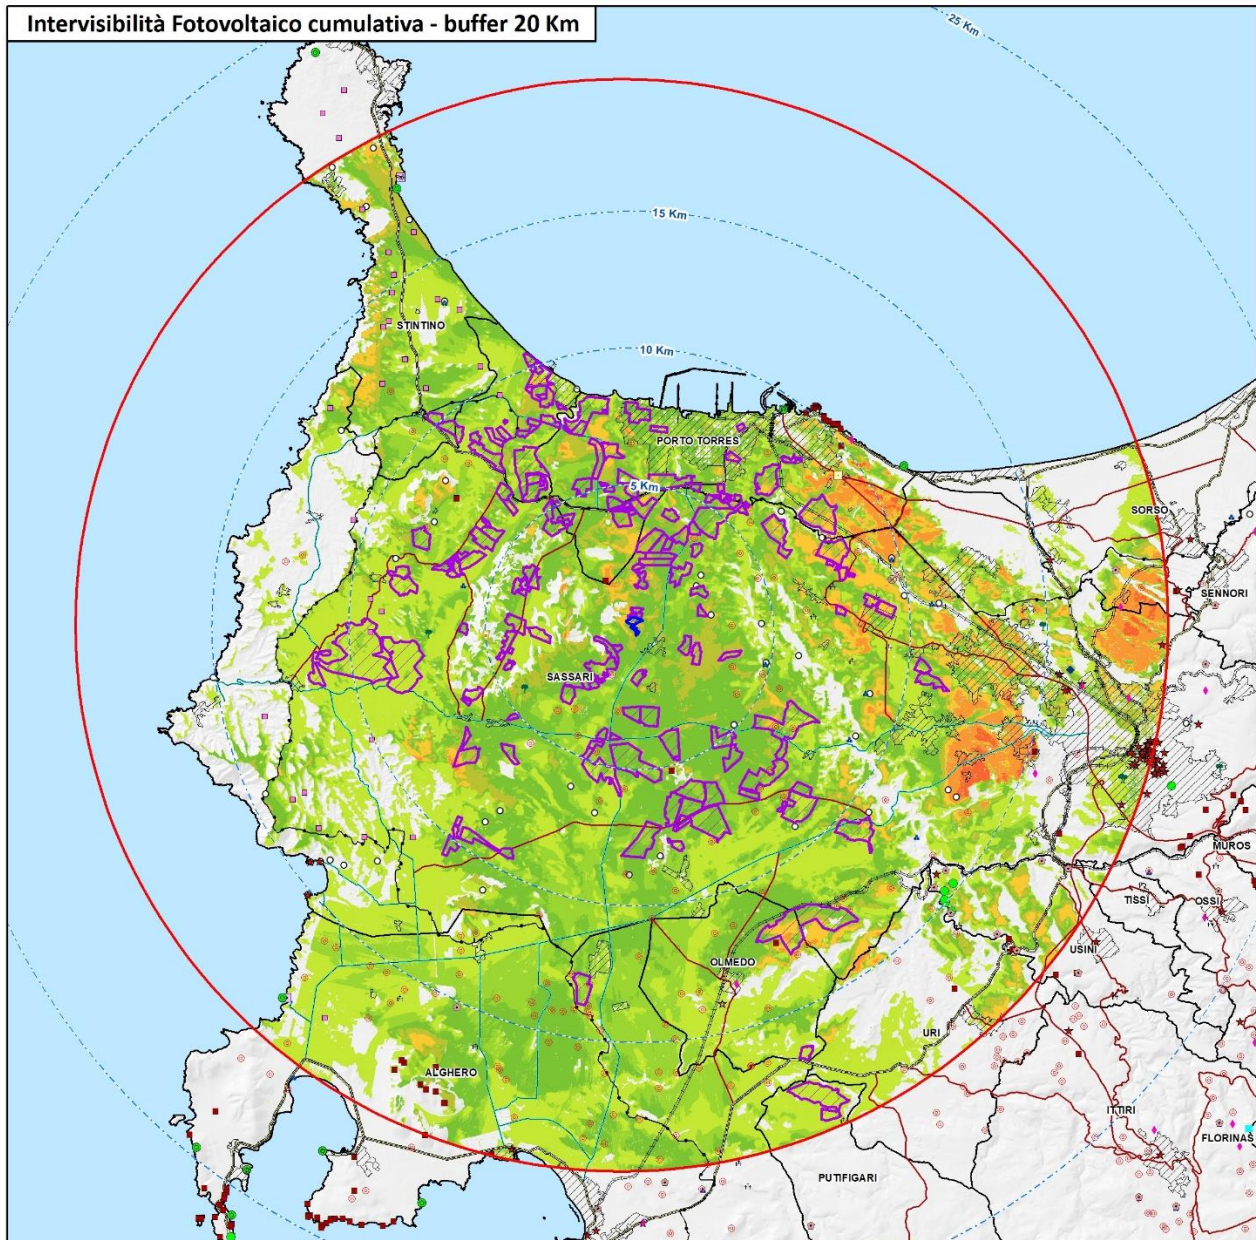 Intervisibilità Fotovoltaico cumulativa - buffer 20 Km
25 Km
15 Km
STINTINO
10 Km
PORTO TORRES
5 Km
SORSO
SENNORI
SASSARI
MUROS
TISSI
OSSI
USINI
OLMEDO
URI
ALGHERO
ITTIRI
FLORINAS
PUTIFIGARI